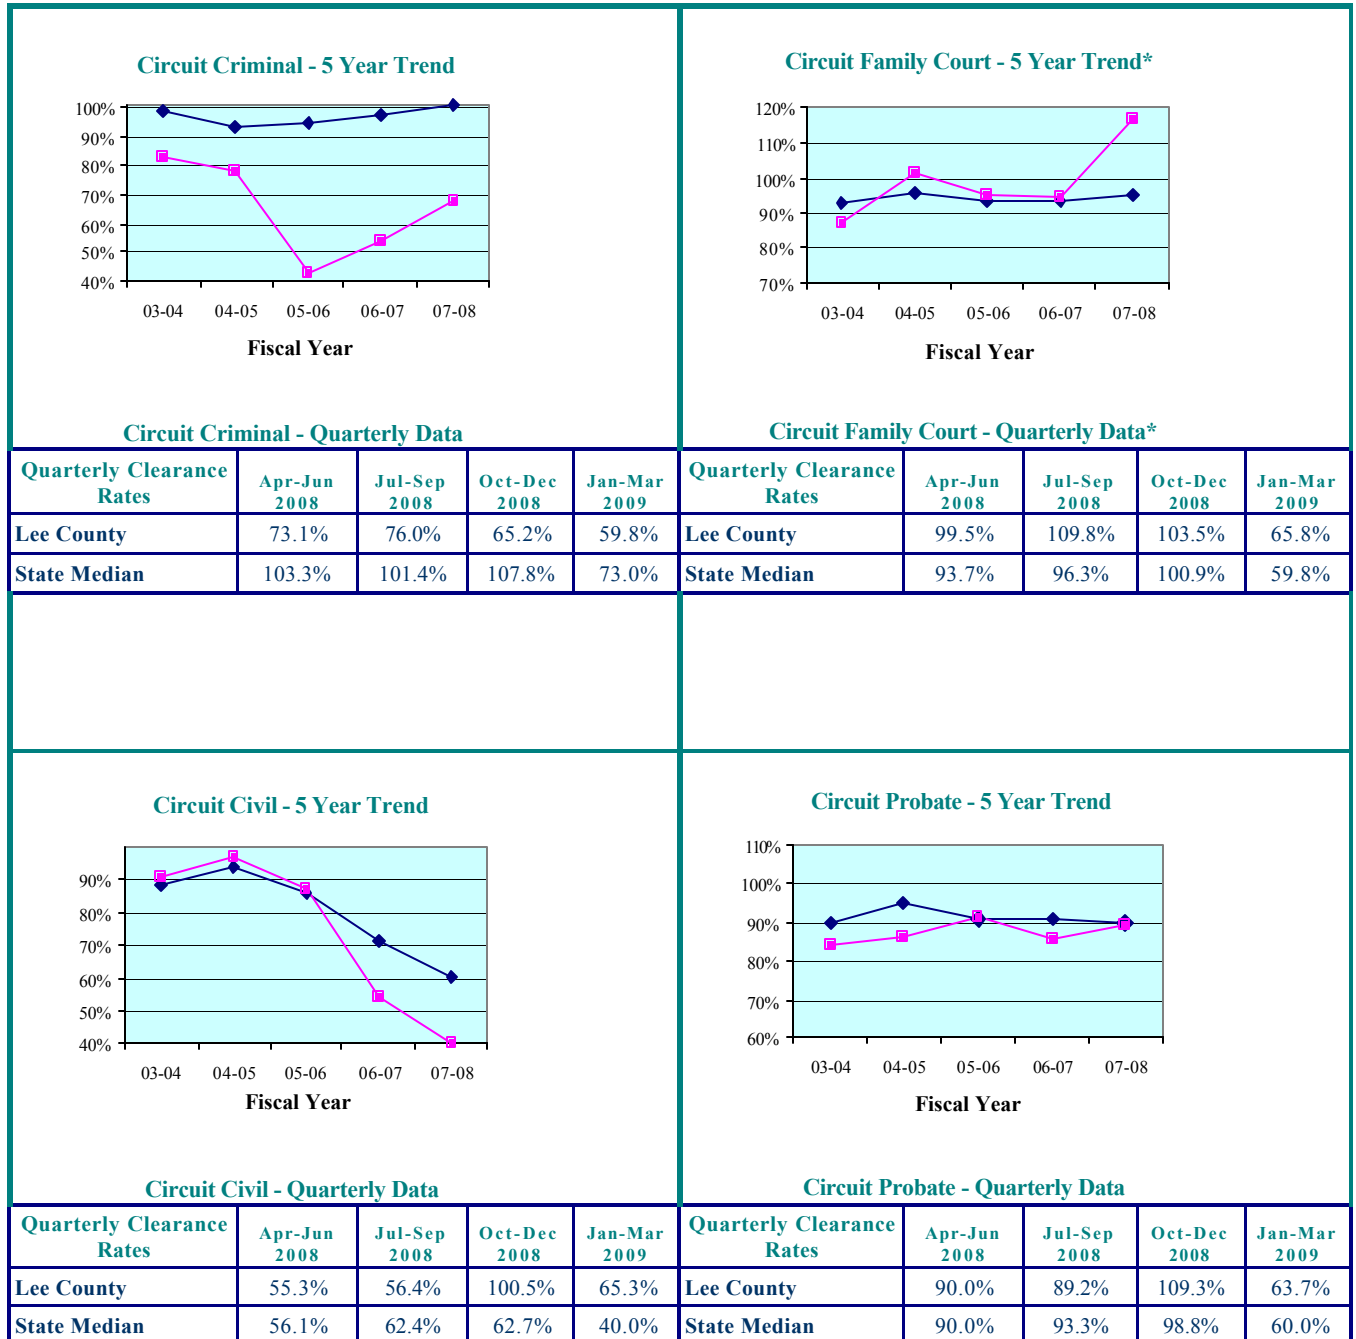 Circuit Criminal - 5 Year Trend
100%
90%
80%
70%
60%
50%
40%
03-04 04-05 05-06 06-07 07-08
Fiscal Year
Circuit Criminal - Quarterly Data
Quarterly Clearance Rates Apr-Jun 2008 Jul-Sep 2008 Oct-Dec 2008 Jan-Mar 2009
Lee County 73.1% 76.0% 65.2% 59.8%
State Median 103.3% 101.4% 107.8% 73.0%
Circuit Family Court - 5 Year Trend*
120%
110%
100%
90%
80%
70%
03-04 04-05 05-06 06-07 07-08
Fiscal Year
Circuit Family Court - Quarterly Data*
Quarterly Clearance Rates Apr-Jun 2008 Jul-Sep 2008 Oct-Dec 2008 Jan-Mar 2009
Lee County 99.5% 109.8% 103.5% 65.8%
State Median 93.7% 96.3% 100.9% 59.8%
Circuit Civil - 5 Year Trend
90%
80%
70%
60%
50%
40%
03-04 04-05 05-06 06-07 07-08
Fiscal Year
Circuit Civil - Quarterly Data
Quarterly Clearance Rates Apr-Jun 2008 Jul-Sep 2008 Oct-Dec 2008 Jan-Mar 2009
Lee County 55.3% 56.4% 100.5% 65.3%
State Median 56.1% 62.4% 62.7% 40.0%
Circuit Probate - 5 Year Trend
110%
100%
90%
80%
70%
60%
03-04 04-05 05-06 06-07 07-08
Fiscal Year
Circuit Probate - Quarterly Data
Quarterly Clearance Rates Apr-Jun 2008 Jul-Sep 2008 Oct-Dec 2008 Jan-Mar 2009
Lee County 90.0% 89.2% 109.3% 63.7%
State Median 90.0% 93.3% 98.8% 60.0%